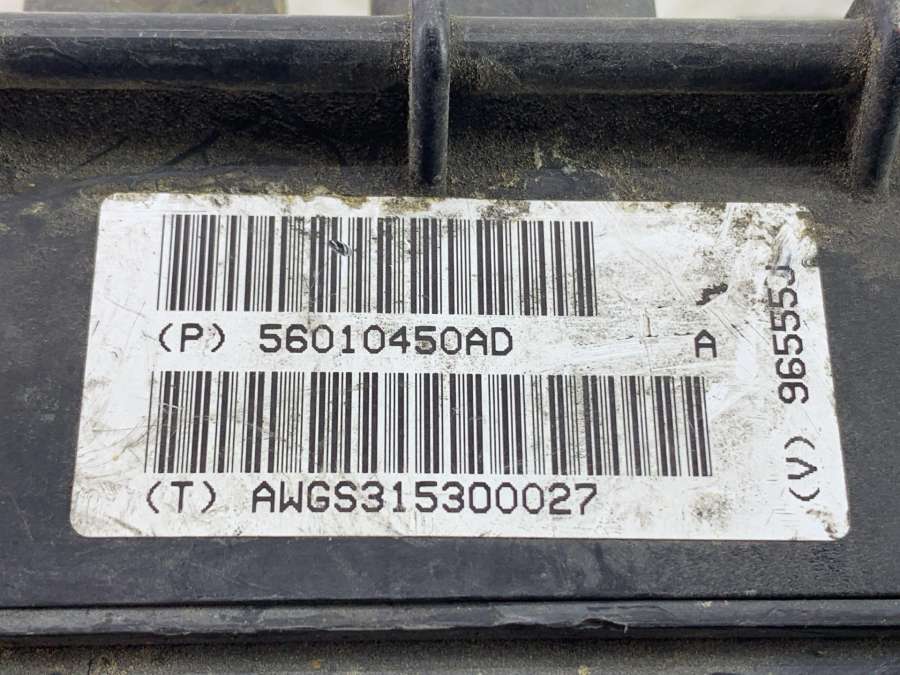 (P) 56010450AD A
(T) AWGS315300027
(V) 96555J